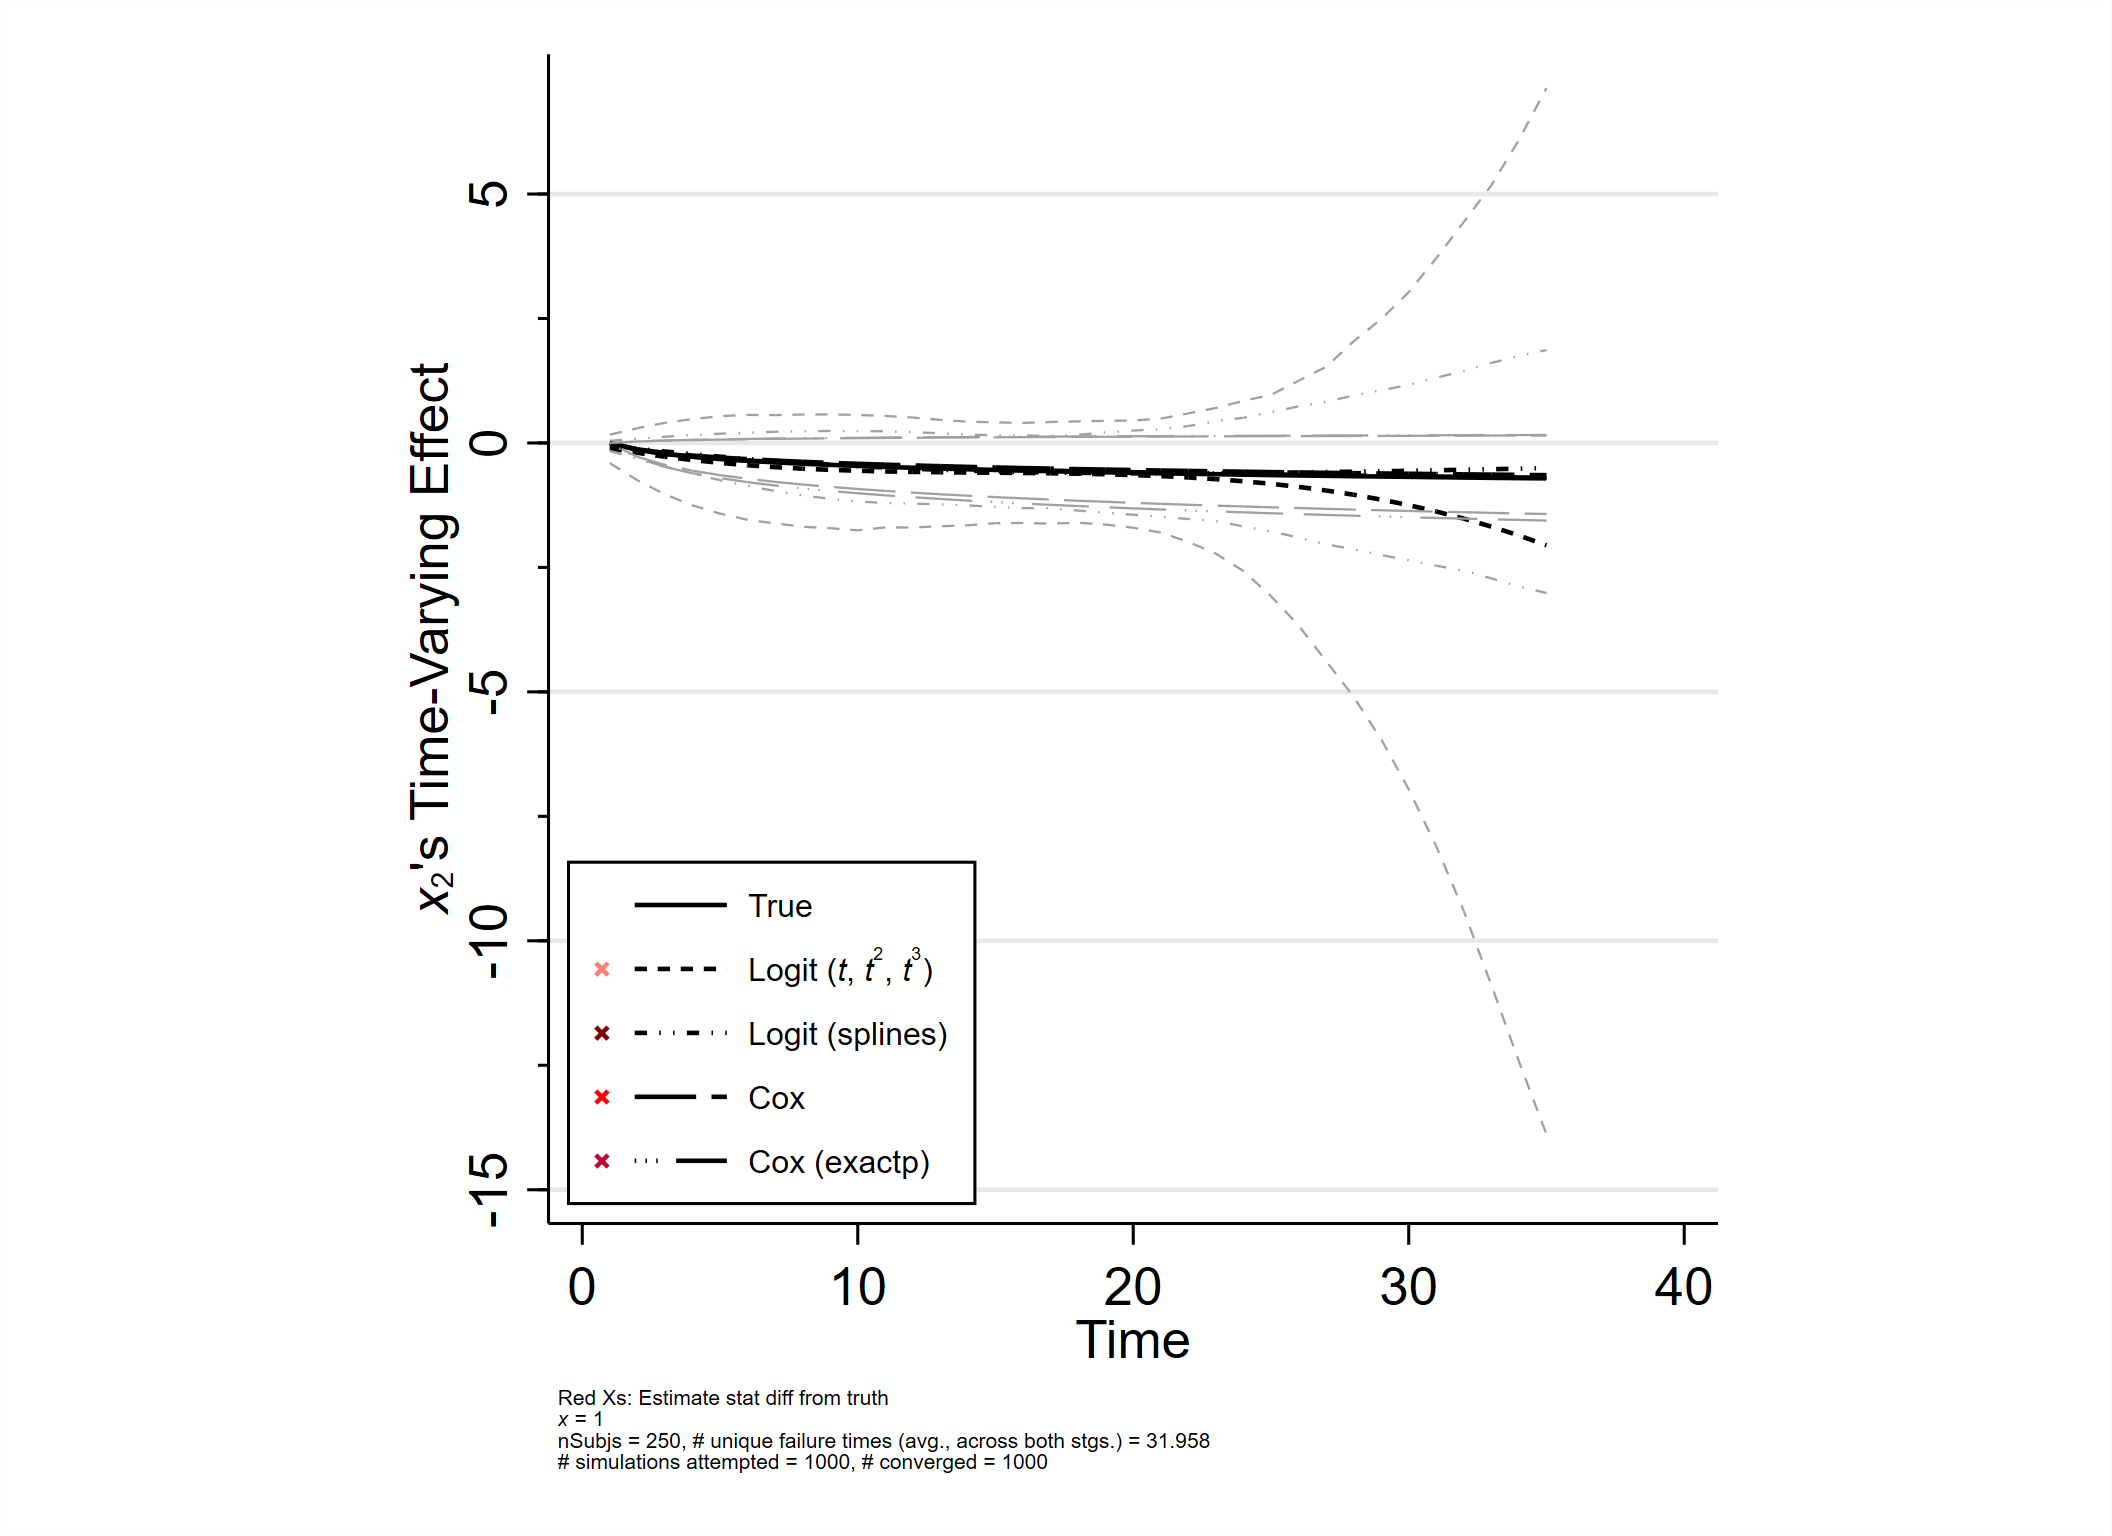 x2's Time-Varying Effect
5
0
-5
-10
-15
True
Logit (t, t², t³)
Logit (splines)
Cox
Cox (exactp)
0 10 20 30 40
Time
Red Xs: Estimate stat diff from truth
x = 1
nSubjs = 250, # unique failure times (avg., across both stgs.) = 31.958
# simulations attempted = 1000, # converged = 1000